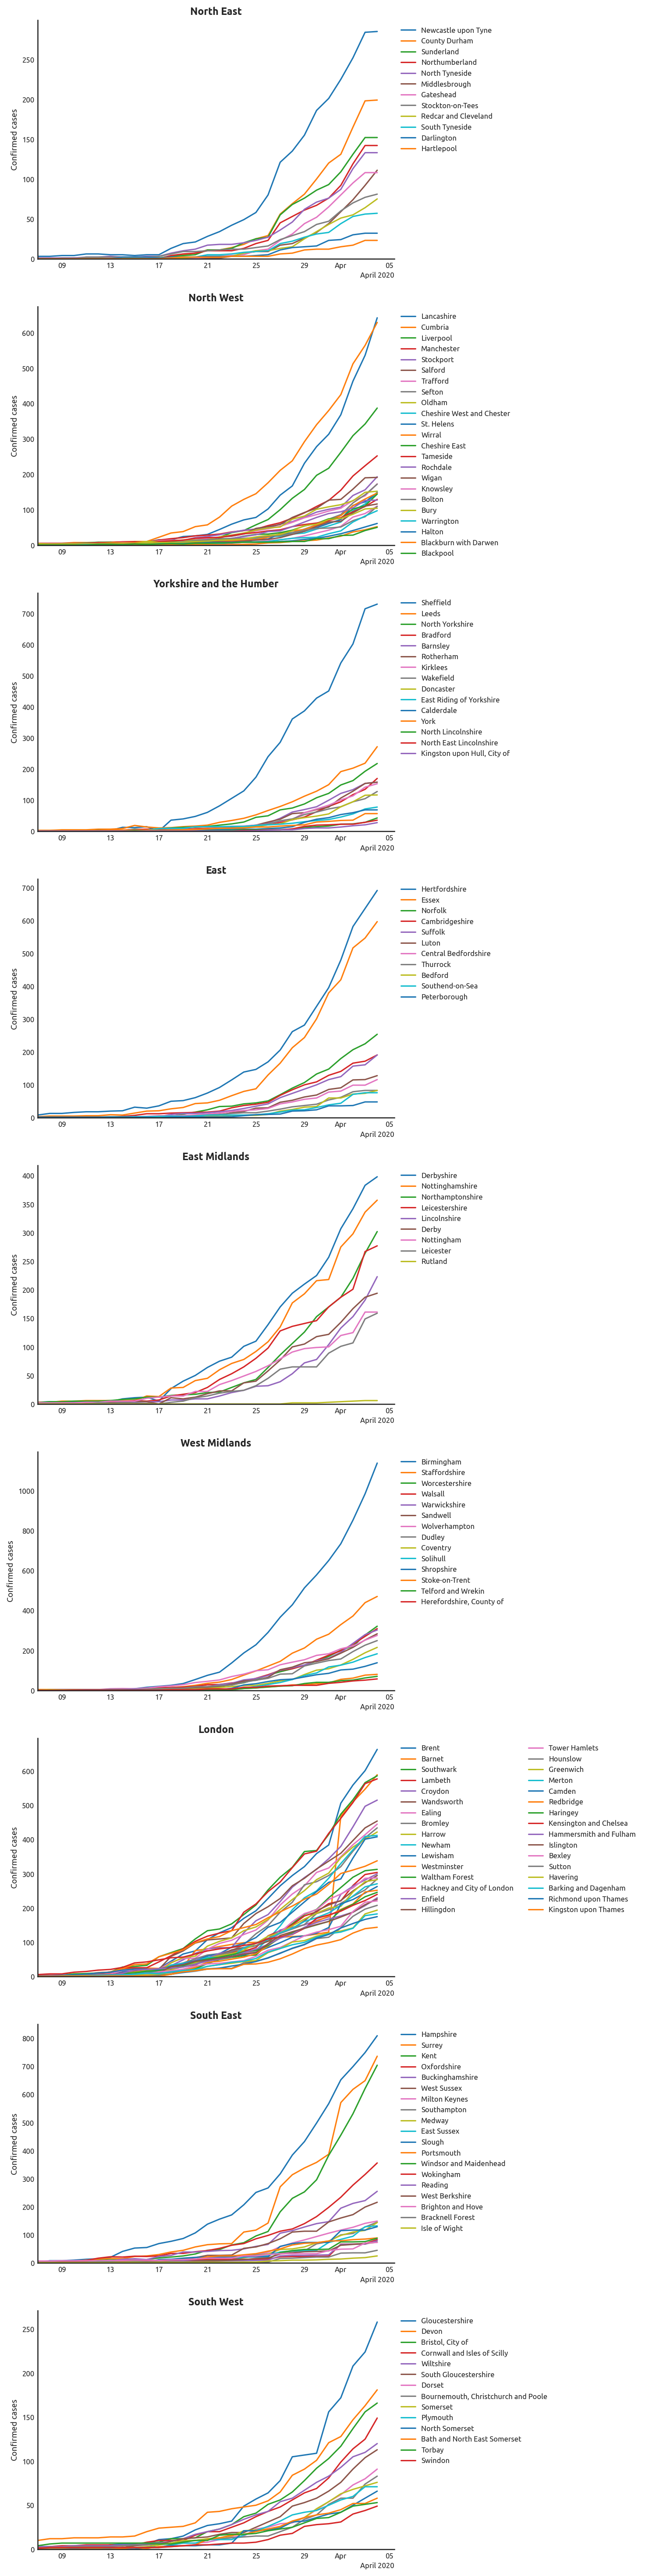 North East
Confirmed cases
250
200
150
100
50
0
09 13 17 21 25 29 Apr 05
April 2020
Newcastle upon Tyne
County Durham
Sunderland
Northumberland
North Tyneside
Middlesbrough
Gateshead
Stockton-on-Tees
Redcar and Cleveland
South Tyneside
Darlington
Hartlepool
North West
Confirmed cases
600
500
400
300
200
100
0
09 13 17 21 25 29 Apr 05
April 2020
Lancashire
Cumbria
Liverpool
Manchester
Stockport
Salford
Trafford
Sefton
Oldham
Cheshire West and Chester
St. Helens
Wirral
Cheshire East
Tameside
Rochdale
Wigan
Knowsley
Bolton
Bury
Warrington
Halton
Blackburn with Darwen
Blackpool
Yorkshire and the Humber
Confirmed cases
700
600
500
400
300
200
100
0
09 13 17 21 25 29 Apr 05
April 2020
Sheffield
Leeds
North Yorkshire
Bradford
Barnsley
Rotherham
Kirklees
Wakefield
Doncaster
East Riding of Yorkshire
Calderdale
York
North Lincolnshire
North East Lincolnshire
Kingston upon Hull, City of
East
Confirmed cases
700
600
500
400
300
200
100
0
09 13 17 21 25 29 Apr 05
April 2020
Hertfordshire
Essex
Norfolk
Cambridgeshire
Suffolk
Luton
Central Bedfordshire
Thurrock
Bedford
Southend-on-Sea
Peterborough
East Midlands
Confirmed cases
400
350
300
250
200
150
100
50
0
09 13 17 21 25 29 Apr 05
April 2020
Derbyshire
Nottinghamshire
Northamptonshire
Leicestershire
Lincolnshire
Derby
Nottingham
Leicester
Rutland
West Midlands
Confirmed cases
1000
800
600
400
200
0
09 13 17 21 25 29 Apr 05
April 2020
Birmingham
Staffordshire
Worcestershire
Walsall
Warwickshire
Sandwell
Wolverhampton
Dudley
Coventry
Solihull
Shropshire
Stoke-on-Trent
Telford and Wrekin
Herefordshire, County of
London
Confirmed cases
600
500
400
300
200
100
0
09 13 17 21 25 29 Apr 05
April 2020
Brent
Barnet
Southwark
Lambeth
Croydon
Wandsworth
Ealing
Bromley
Harrow
Newham
Lewisham
Westminster
Waltham Forest
Hackney and City of London
Enfield
Hillingdon
Tower Hamlets
Hounslow
Greenwich
Merton
Camden
Redbridge
Haringey
Kensington and Chelsea
Hammersmith and Fulham
Islington
Bexley
Sutton
Havering
Barking and Dagenham
Richmond upon Thames
Kingston upon Thames
South East
Confirmed cases
800
700
600
500
400
300
200
100
0
09 13 17 21 25 29 Apr 05
April 2020
Hampshire
Surrey
Kent
Oxfordshire
Buckinghamshire
West Sussex
Milton Keynes
Southampton
Medway
East Sussex
Slough
Portsmouth
Windsor and Maidenhead
Wokingham
Reading
West Berkshire
Brighton and Hove
Bracknell Forest
Isle of Wight
South West
Confirmed cases
250
200
150
100
50
0
09 13 17 21 25 29 Apr 05
April 2020
Gloucestershire
Devon
Bristol, City of
Cornwall and Isles of Scilly
Wiltshire
South Gloucestershire
Dorset
Bournemouth, Christchurch and Poole
Somerset
Plymouth
North Somerset
Bath and North East Somerset
Torbay
Swindon